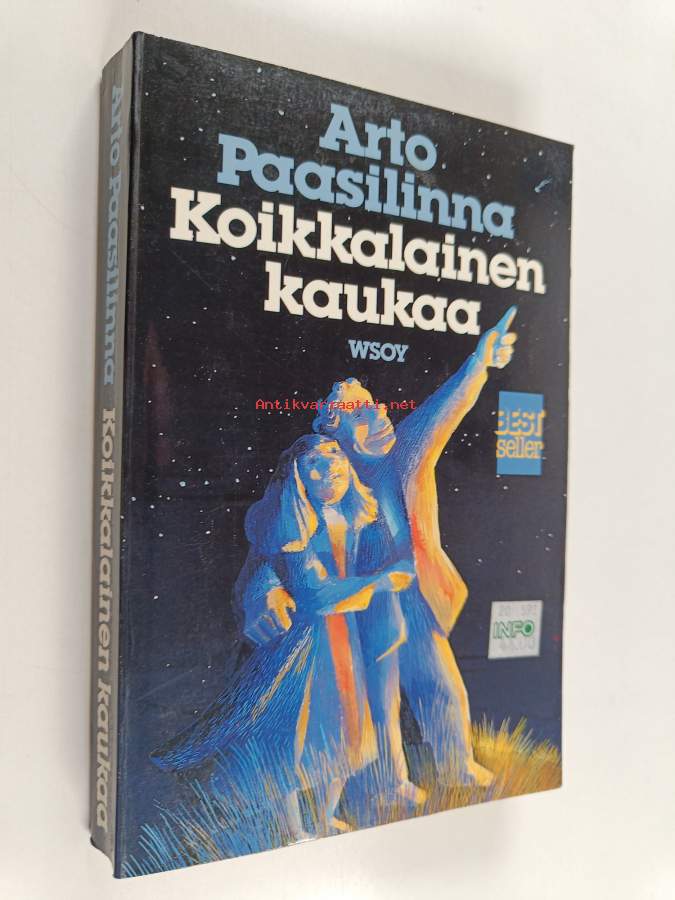 Arto
Paasilinna
Koikkalainen
kaukaa
WSOY
Antikvariaatti.net
BEST
seller
INFO
Arto Paasilinna Koikkalainen kaukaa